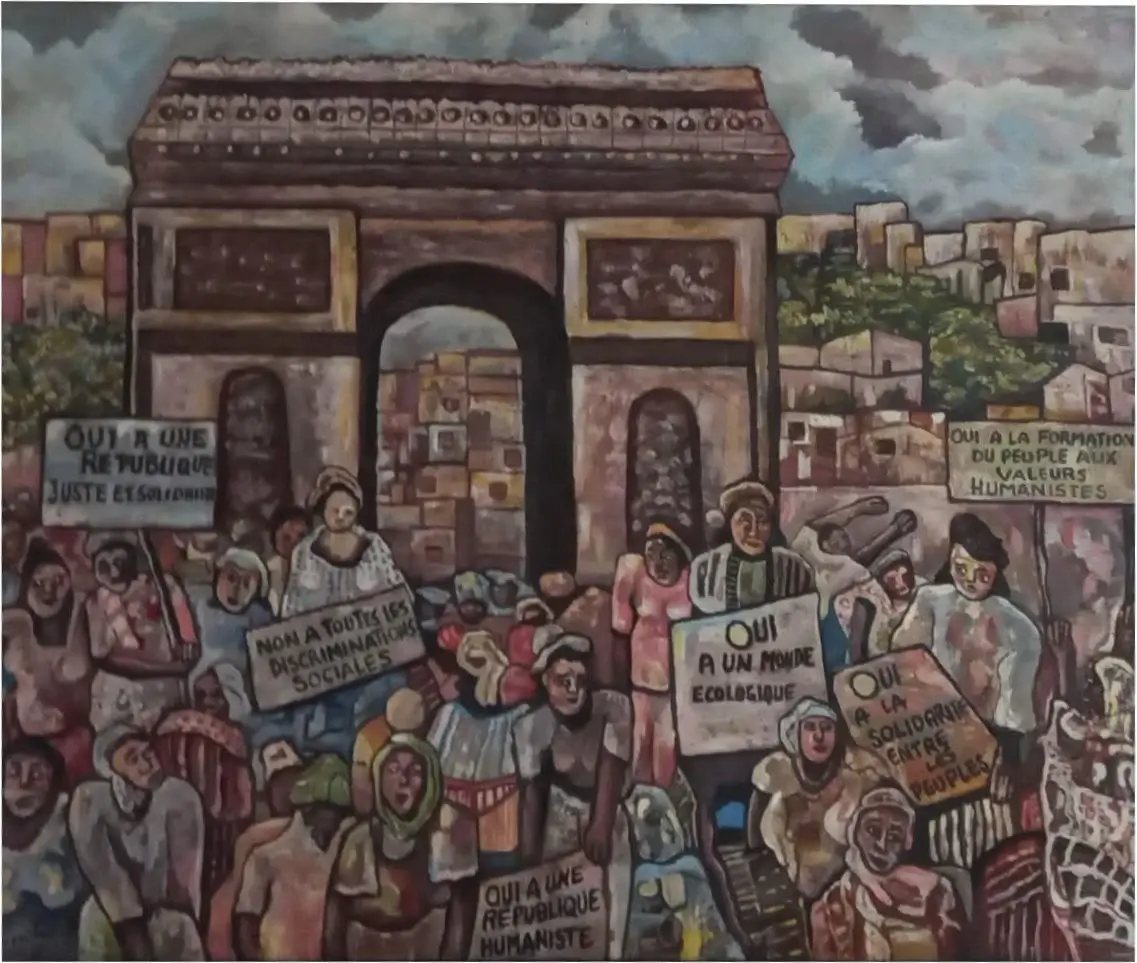 OUI A UNE
REPUBLIQUE
JUSTE ET SOLIDAIRE
OUI A LA FORMATION
DU PEUPLE AUX
VALEURS
HUMANISTES
NON A TOUTES LES
DISCRIMINATIONS
SOCIALES
OUI
A UN MONDE
ECOLOGIQUE
OUI
A LA
SOLIDARITE
ENTRE
LES
PEUPLES
OUI A UNE
REPUBLIQUE
HUMANISTE